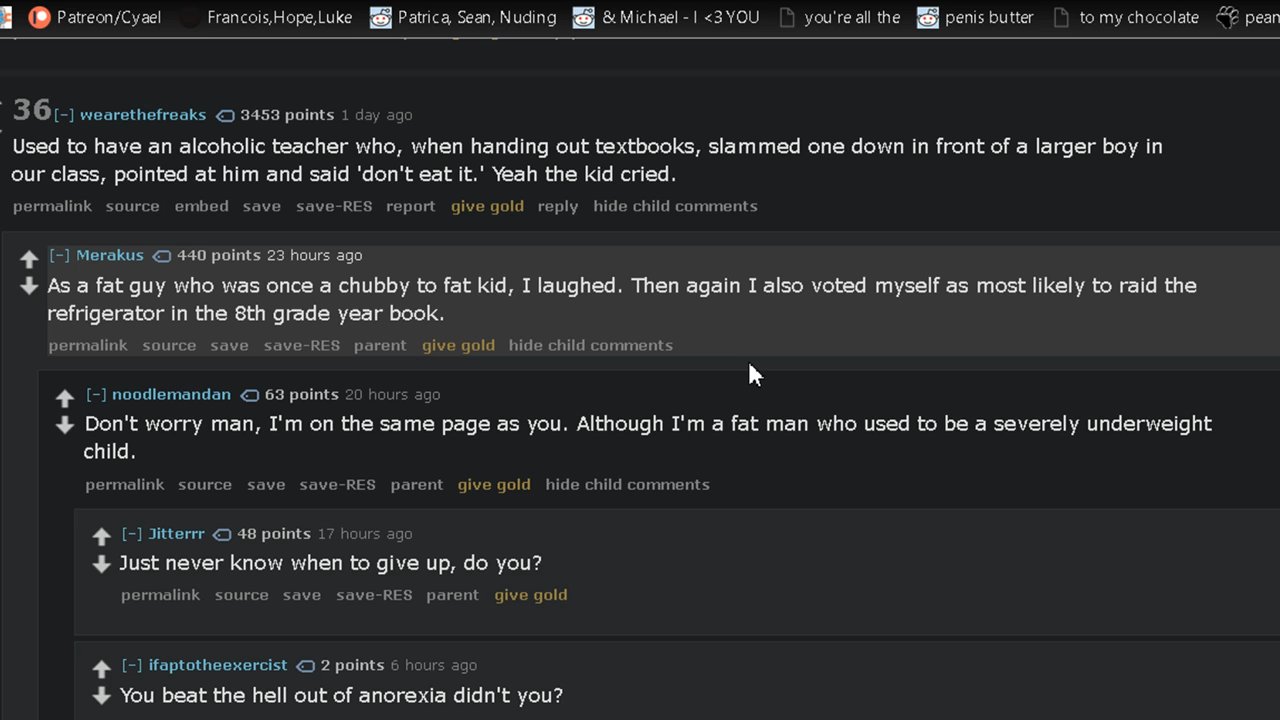 Patreon/Cyael Francois,Hope,Luke Patrica, Sean, Nuding & Michael - I <3 YOU you're all the penis butter to my chocolate pean
36 [-] wearethefreaks 3453 points 1 day ago
Used to have an alcoholic teacher who, when handing out textbooks, slammed one down in front of a larger boy in
our class, pointed at him and said 'don't eat it.' Yeah the kid cried.
permalink source embed save save-RES report give gold reply hide child comments
[-] Merakus 440 points 23 hours ago
As a fat guy who was once a chubby to fat kid, I laughed. Then again I also voted myself as most likely to raid the
refrigerator in the 8th grade year book.
permalink source save save-RES parent give gold hide child comments
[-] noodlemandan 63 points 20 hours ago
Don't worry man, I'm on the same page as you. Although I'm a fat man who used to be a severely underweight
child.
permalink source save save-RES parent give gold hide child comments
[-] Jitterrr 48 points 17 hours ago
Just never know when to give up, do you?
permalink source save save-RES parent give gold
[-] ifaptotheexercist 2 points 6 hours ago
You beat the hell out of anorexia didn't you?